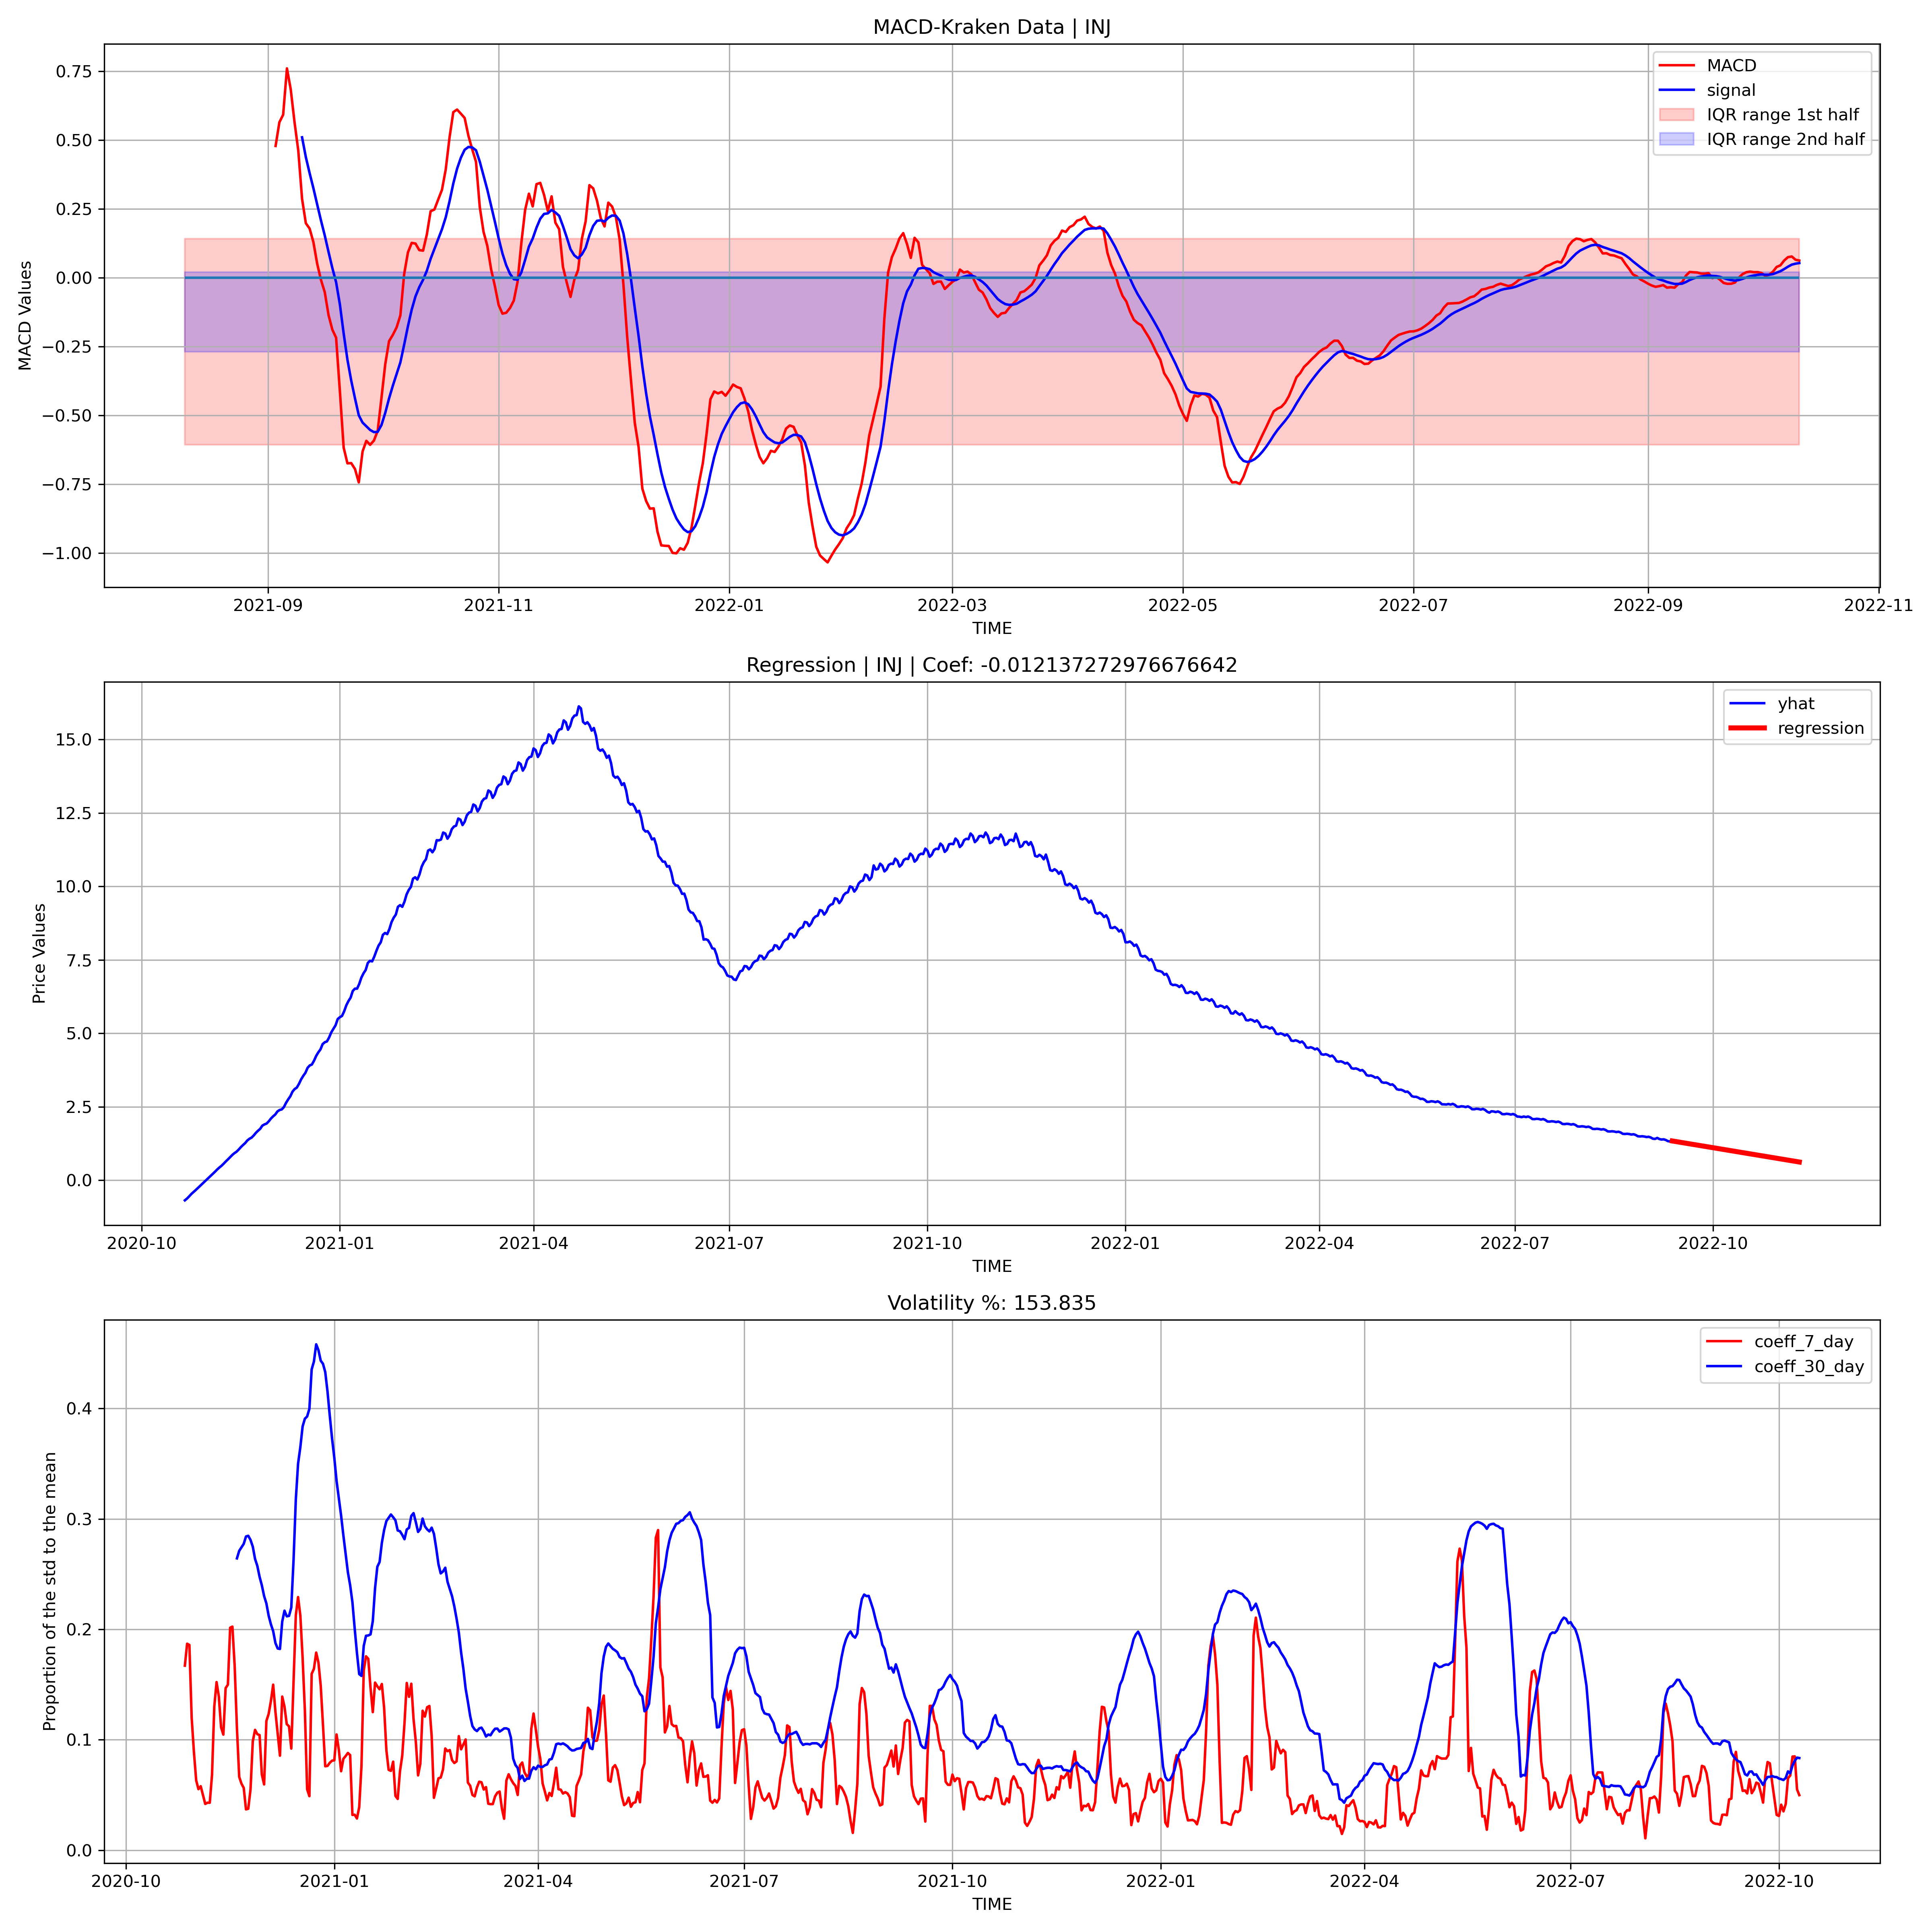 MACD-Kraken Data | INJ
MACD Values
0.75
0.50
0.25
0.00
−0.25
−0.50
−0.75
−1.00
MACD
signal
IQR range 1st half
IQR range 2nd half
2021-09 2021-11 2022-01 2022-03 2022-05 2022-07 2022-09 2022-11
TIME
Regression | INJ | Coef: -0.012137272976676642
Price Values
15.0
12.5
10.0
7.5
5.0
2.5
0.0
yhat
regression
2020-10 2021-01 2021-04 2021-07 2021-10 2022-01 2022-04 2022-07 2022-10
TIME
Volatility %: 153.835
Proportion of the std to the mean
0.4
0.3
0.2
0.1
0.0
coeff_7_day
coeff_30_day
2020-10 2021-01 2021-04 2021-07 2021-10 2022-01 2022-04 2022-07 2022-10
TIME